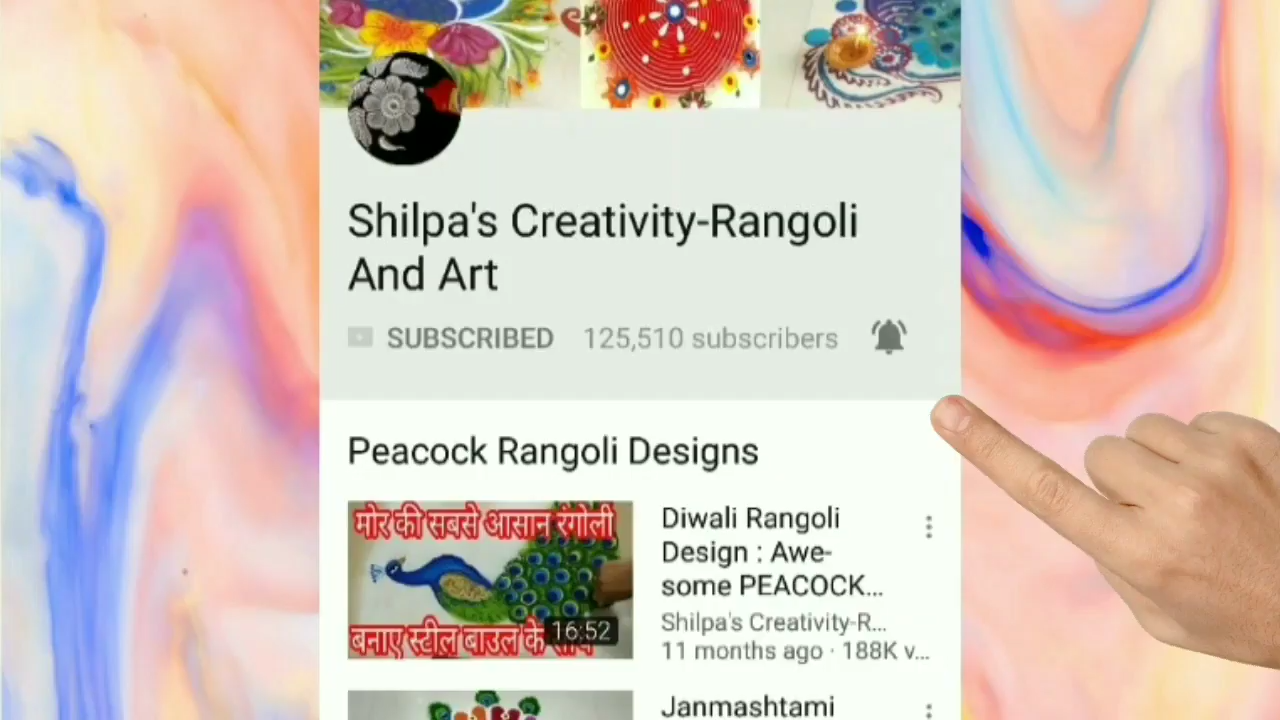 Shilpa's Creativity-Rangoli
And Art
SUBSCRIBED 125,510 subscribers
Peacock Rangoli Designs
मोर की सबसे आसान रंगोली
बनाए स्टील बाउल के साथ
16:52
Diwali Rangoli
Design : Awe-
some PEACOCK...
Shilpa's Creativity-R...
11 months ago · 188K v...
Janmashtami